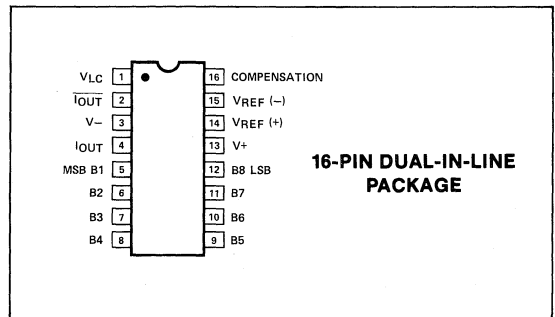 VLC 1 16 COMPENSATION
IOUT 2 15 VREF (–)
V– 3 14 VREF (+)
IOUT 4 13 V+
MSB B1 5 12 B8 LSB
B2 6 11 B7
B3 7 10 B6
B4 8 9 B5
16-PIN DUAL-IN-LINE
PACKAGE